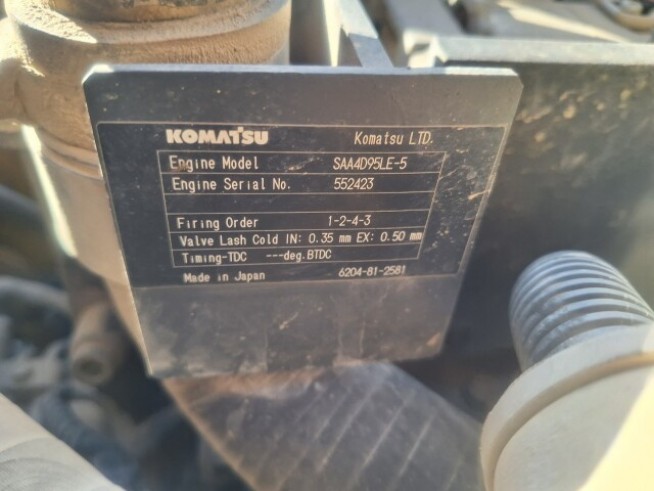 KOMATSU Komatsu LTD.
Engine Model SAA4D95LE-5
Engine Serial No. 552423
Firing Order 1-2-4-3
Valve Lash Cold IN: 0.35 mm EX: 0.50 mm
Timing-TDC ---deg.BTDC
Made in Japan 6204-81-2581